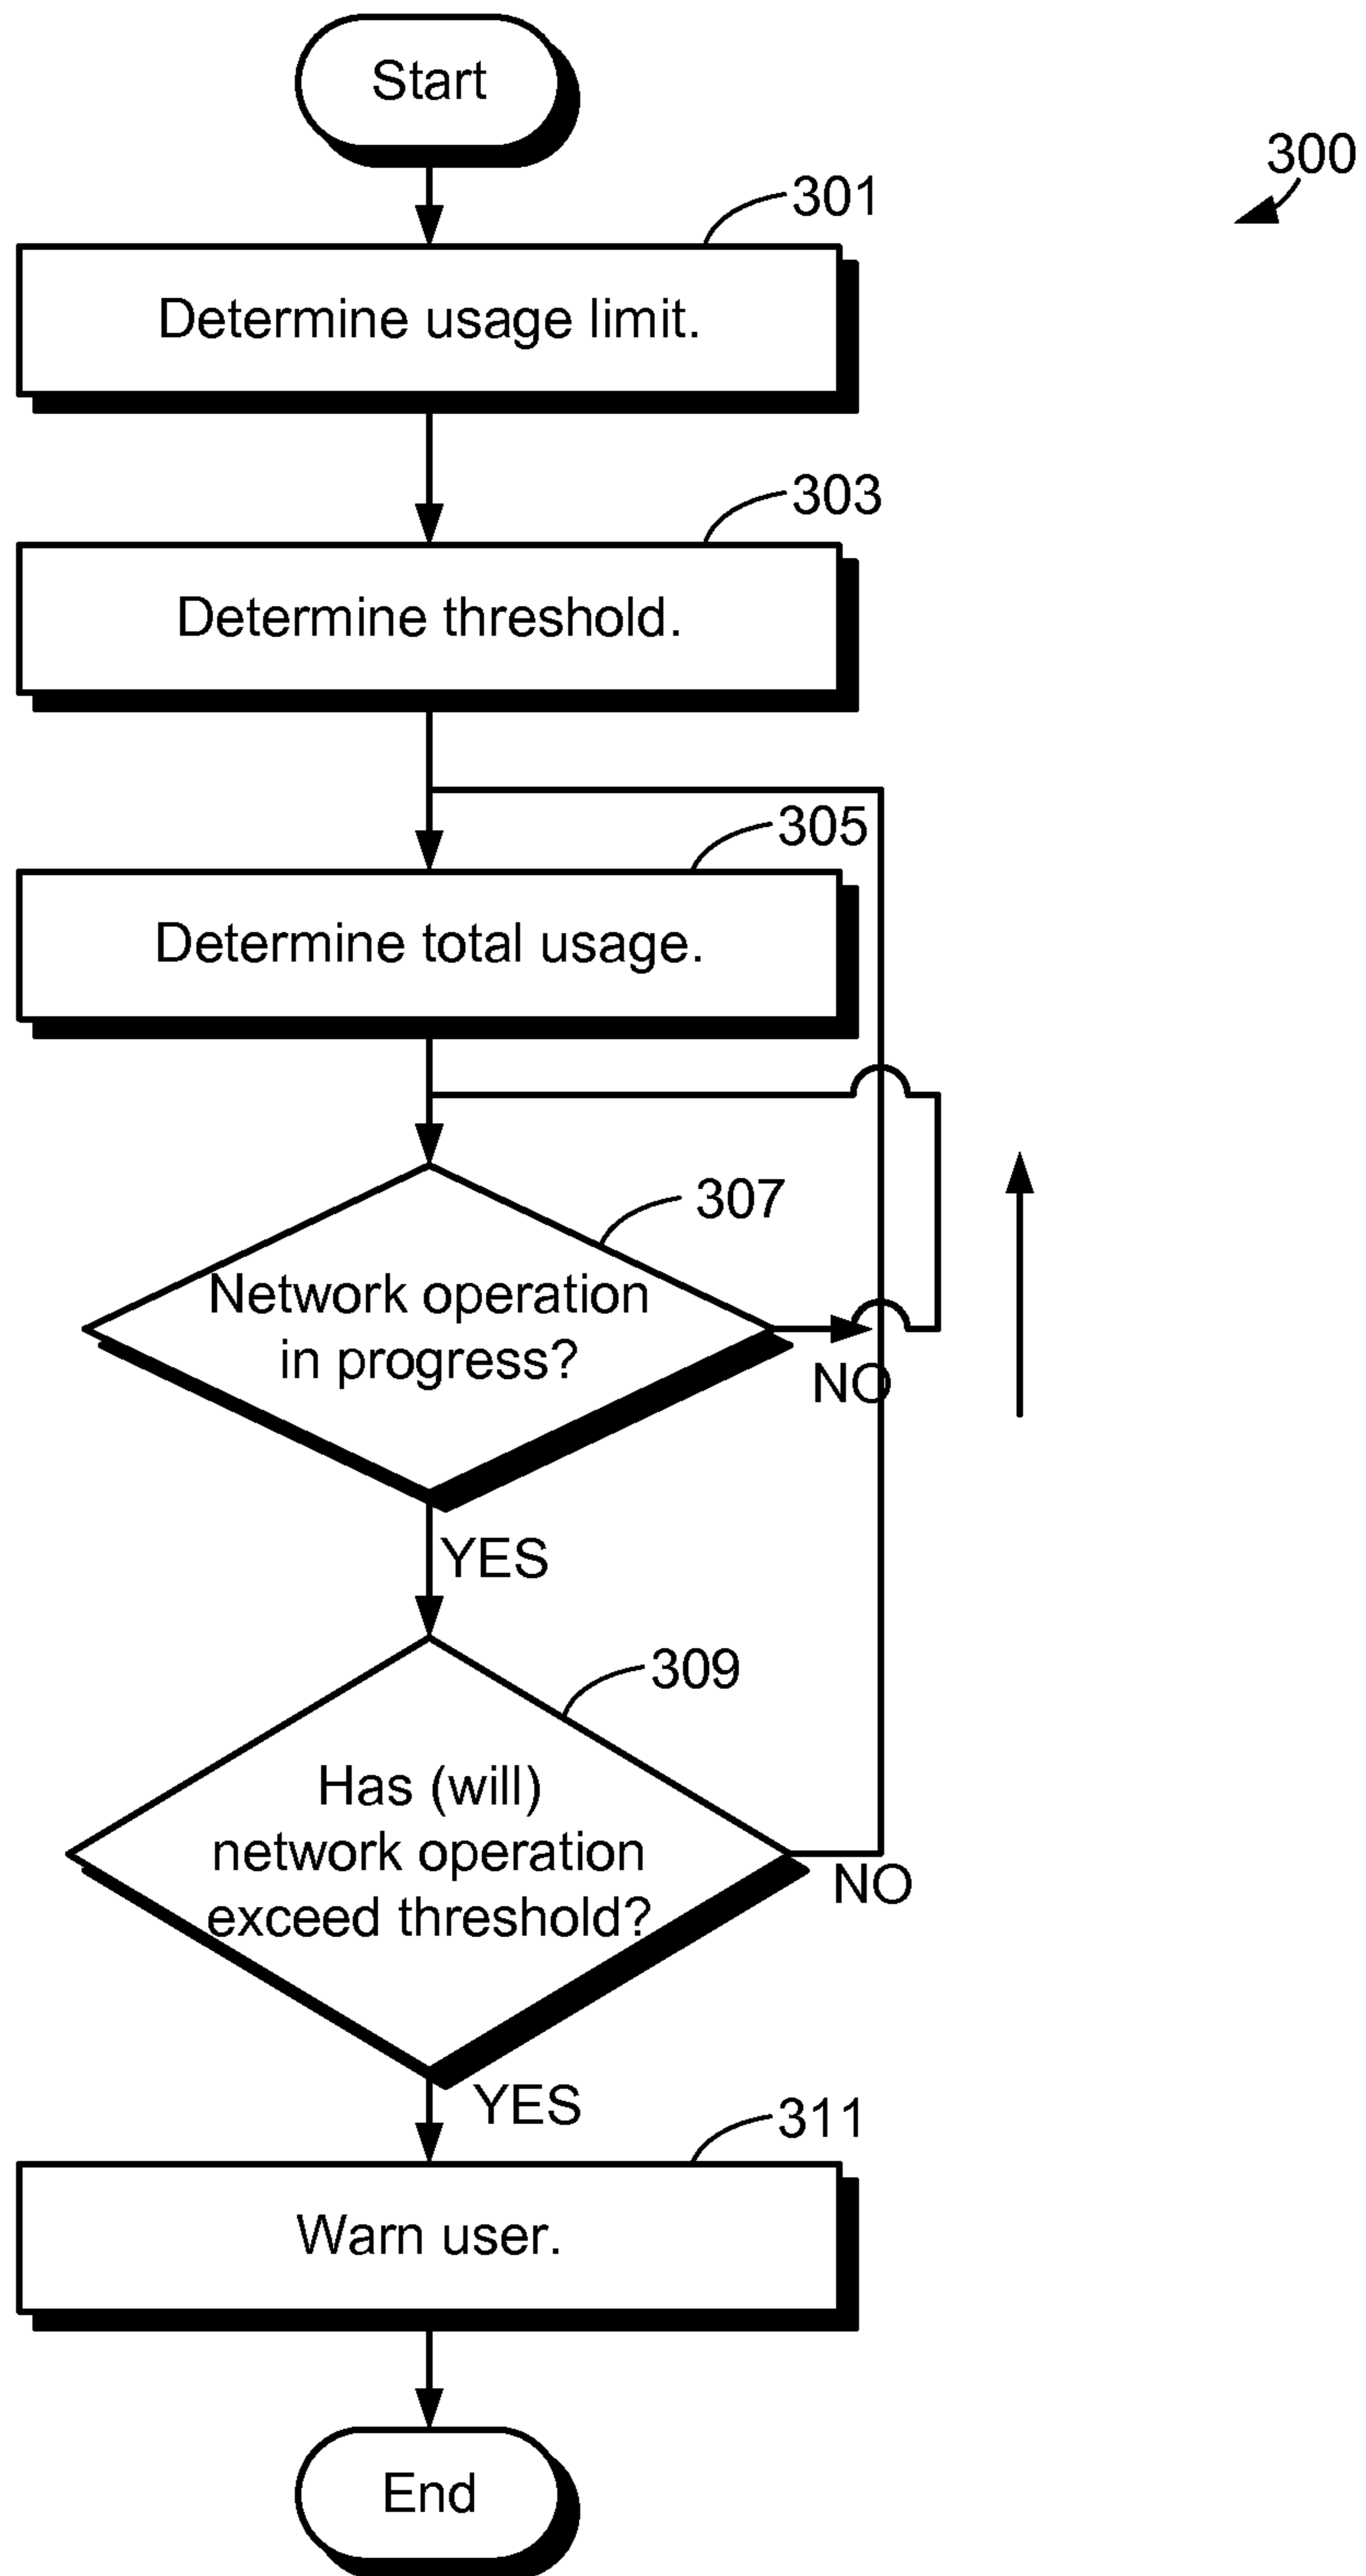 Start
300
301
Determine usage limit.
303
Determine threshold.
305
Determine total usage.
307
Network operation
in progress?
NO
YES
309
Has (will)
network operation
exceed threshold?
NO
YES
311
Warn user.
End